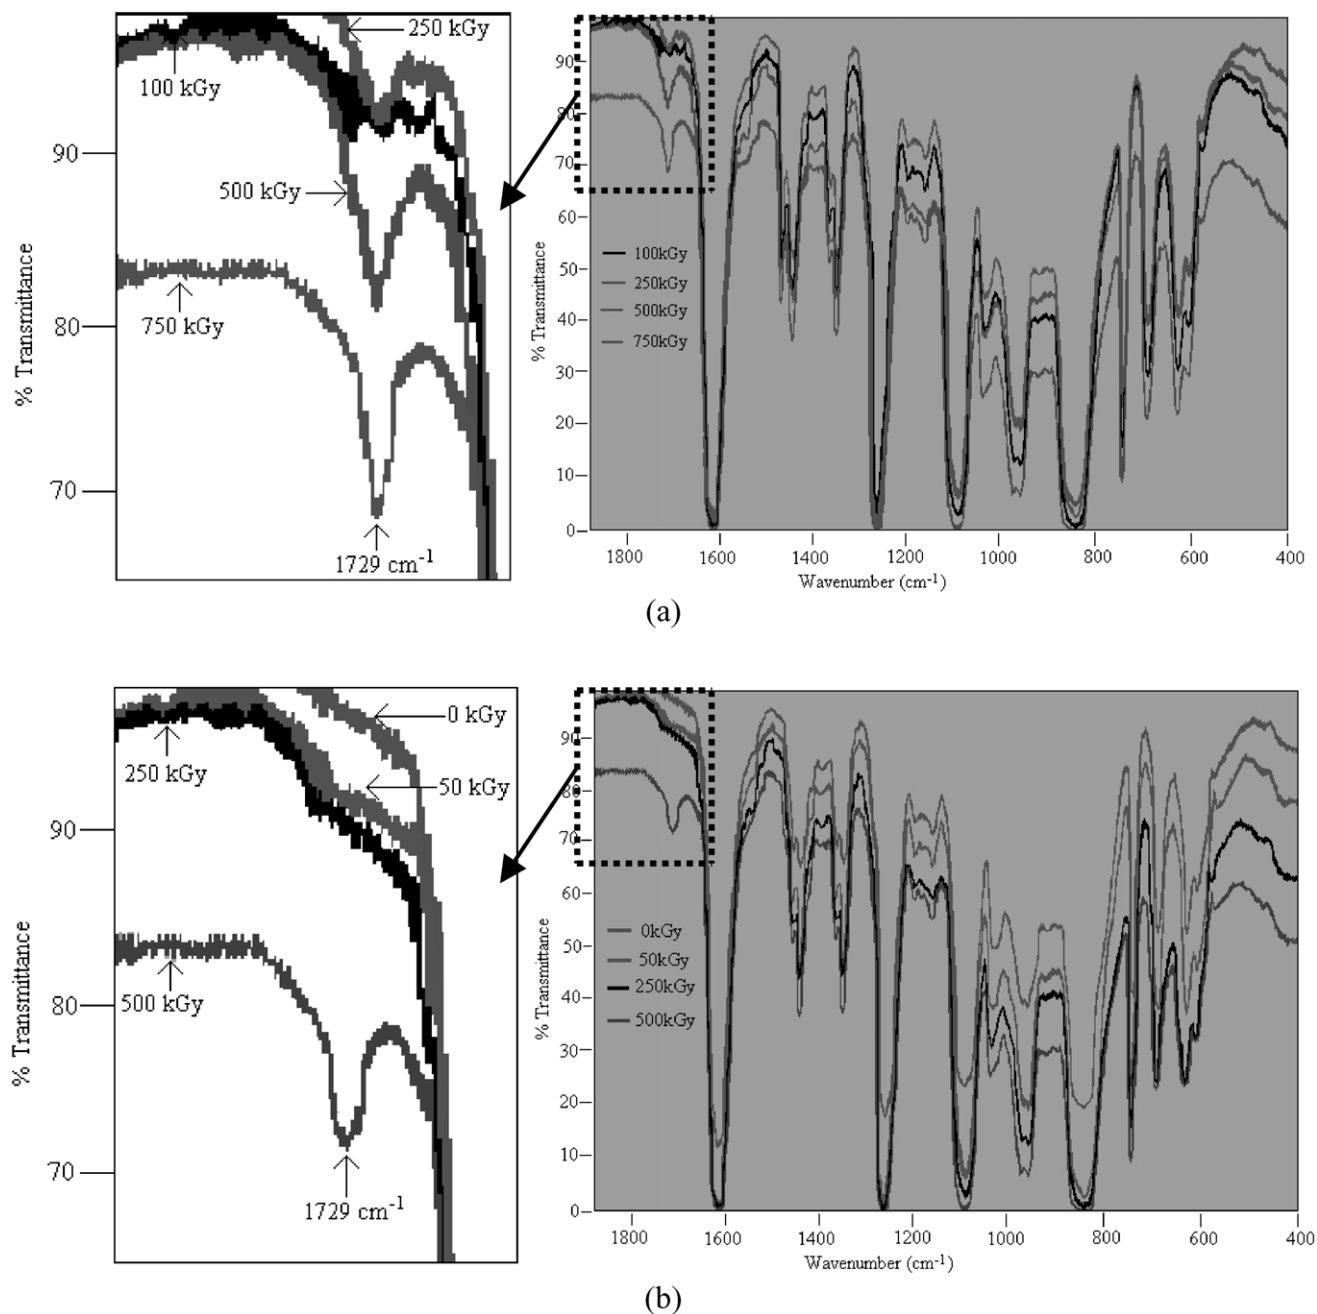 250 kGy
100 kGy
90
500 kGy
80
750 kGy
70
1729 cm-1
% Transmittance
90
80
70
60
50
40
30
20
10
0
% Transmittance
100kGy
250kGy
500kGy
750kGy
1800 1600 1400 1200 1000 800 600 400
Wavenumber (cm-1)
(a)
0 kGy
250 kGy
50 kGy
90
500 kGy
80
70
1729 cm-1
% Transmittance
90
80
70
60
50
40
30
20
10
0
% Transmittance
0kGy
50kGy
250kGy
500kGy
1800 1600 1400 1200 1000 800 600 400
Wavenumber (cm-1)
(b)